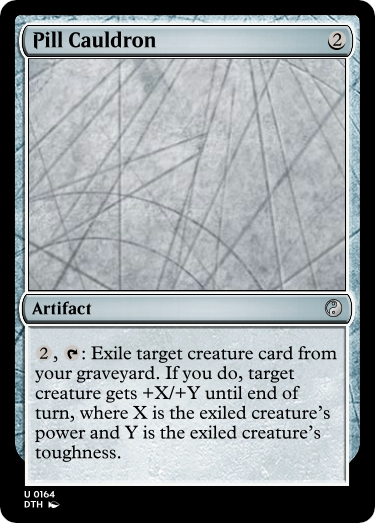 Pill Cauldron 2
Artifact
2, : Exile target creature card from
your graveyard. If you do, target
creature gets +X/+Y until end of
turn, where X is the exiled creature's
power and Y is the exiled creature's
toughness.
U 0164
DTH